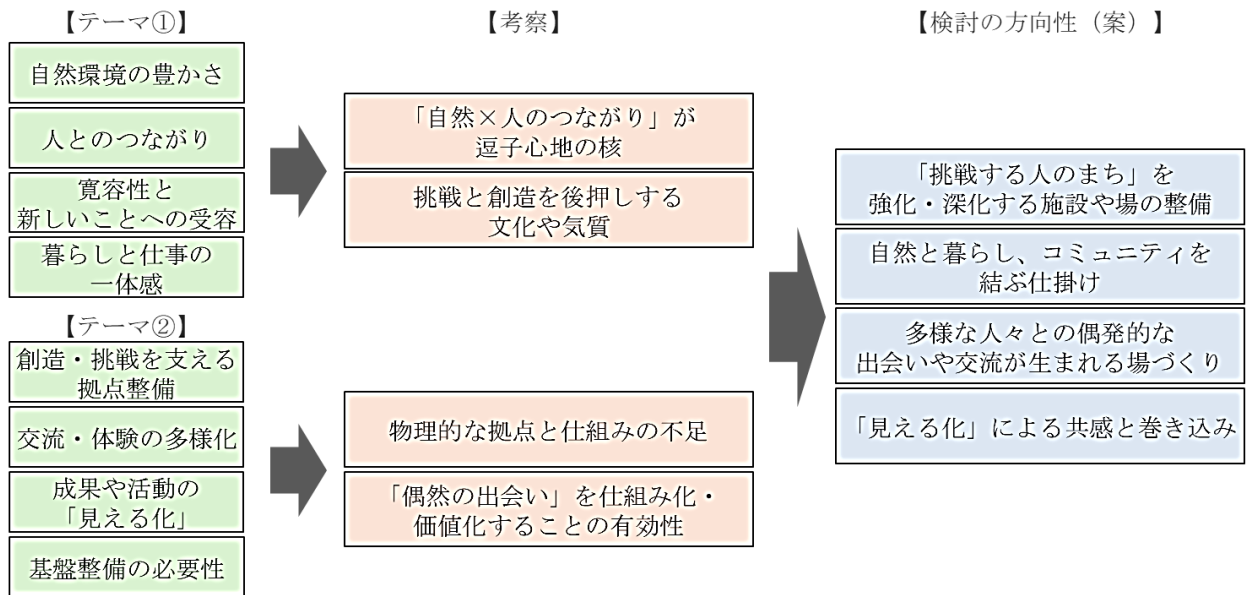 【テーマ①】
自然環境の豊かさ
人とのつながり
寛容性と
新しいことへの受容
暮らしと仕事の
一体感
【テーマ②】
創造・挑戦を支える
拠点整備
交流・体験の多様化
成果や活動の
「見える化」
基盤整備の必要性
【考察】
「自然×人のつながり」が
逗子心地の核
挑戦と創造を後押しする
文化や気質
物理的な拠点と仕組みの不足
「偶然の出会い」を仕組み化・
価値化することの有効性
【検討の方向性（案）】
「挑戦する人のまち」を
強化・深化する施設や場の整備
自然と暮らし、コミュニティを
結ぶ仕掛け
多様な人々との偶発的な
出会いや交流が生まれる場づくり
「見える化」による共感と巻き込み